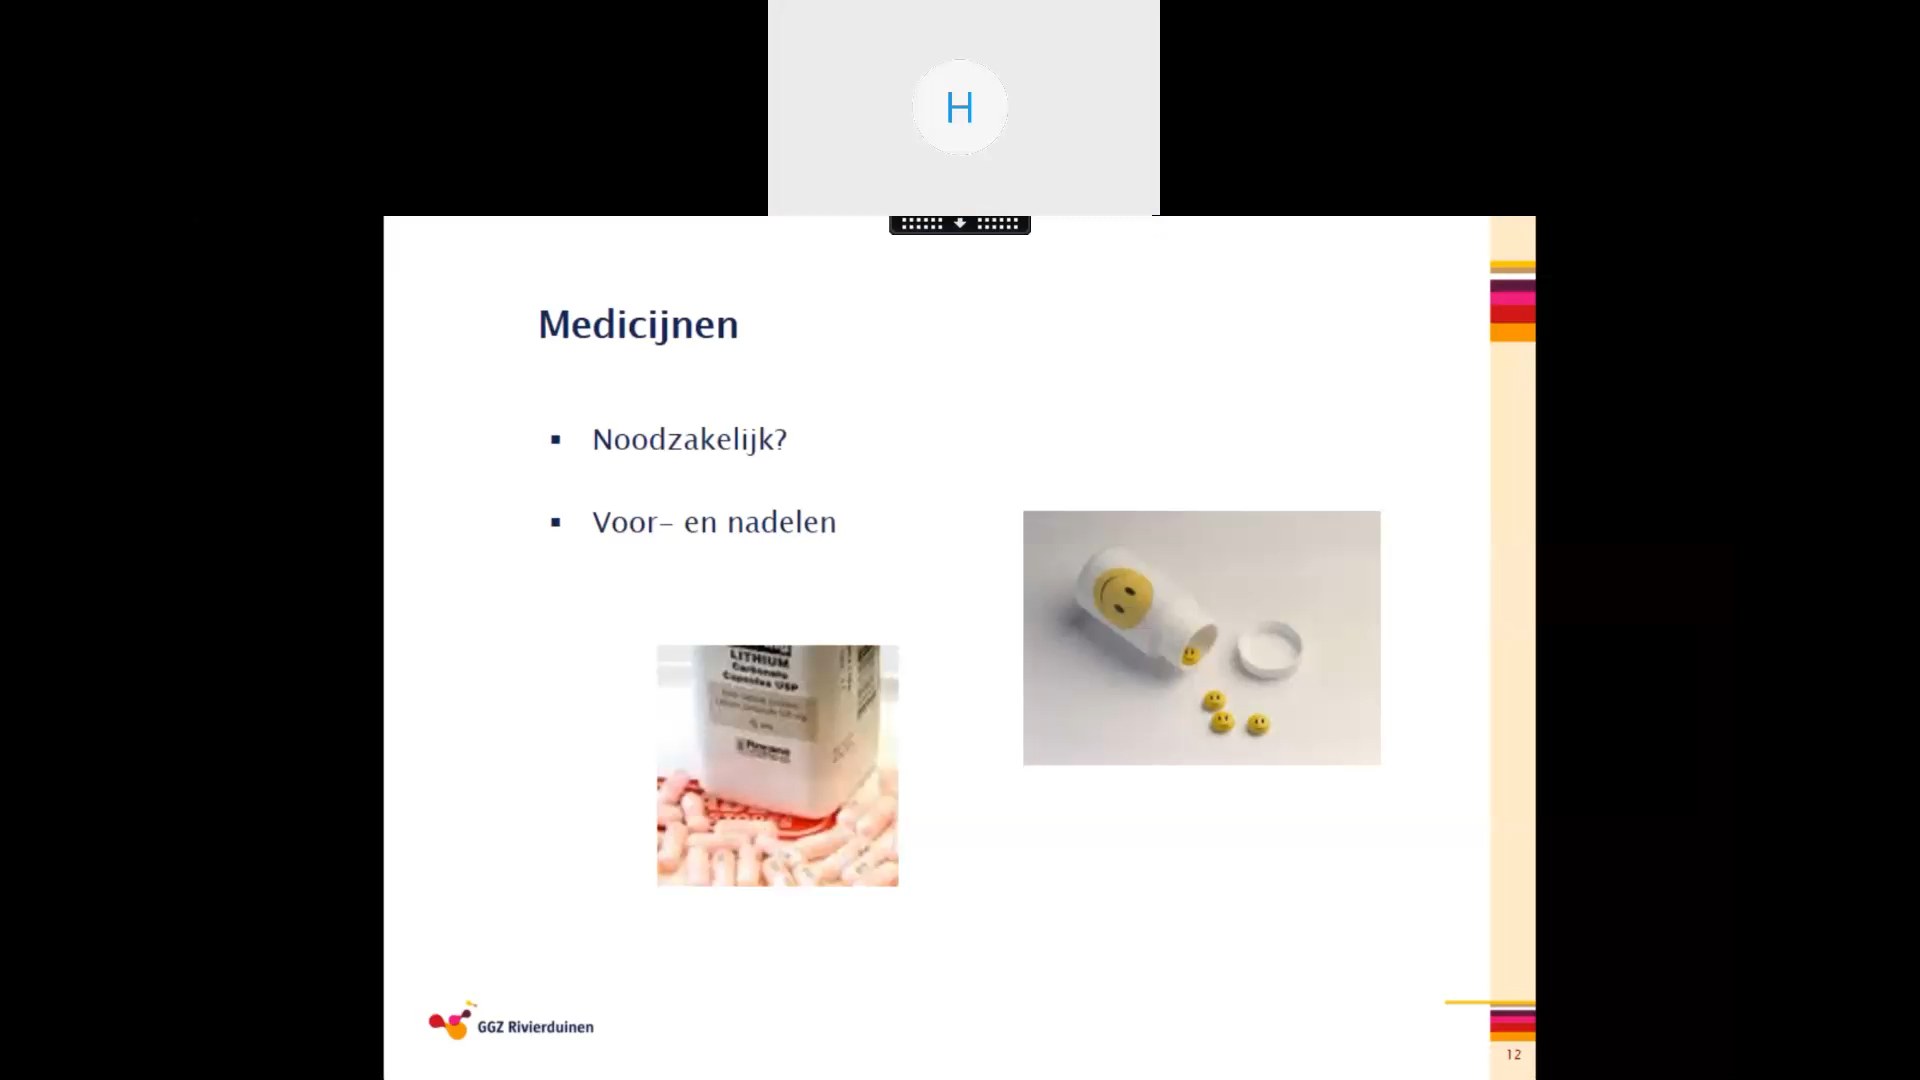 H
Medicijnen
▪ Noodzakelijk?
▪ Voor- en nadelen
LITHIUM
Carbonate
Capsules USP
GGZ Rivierduinen
12